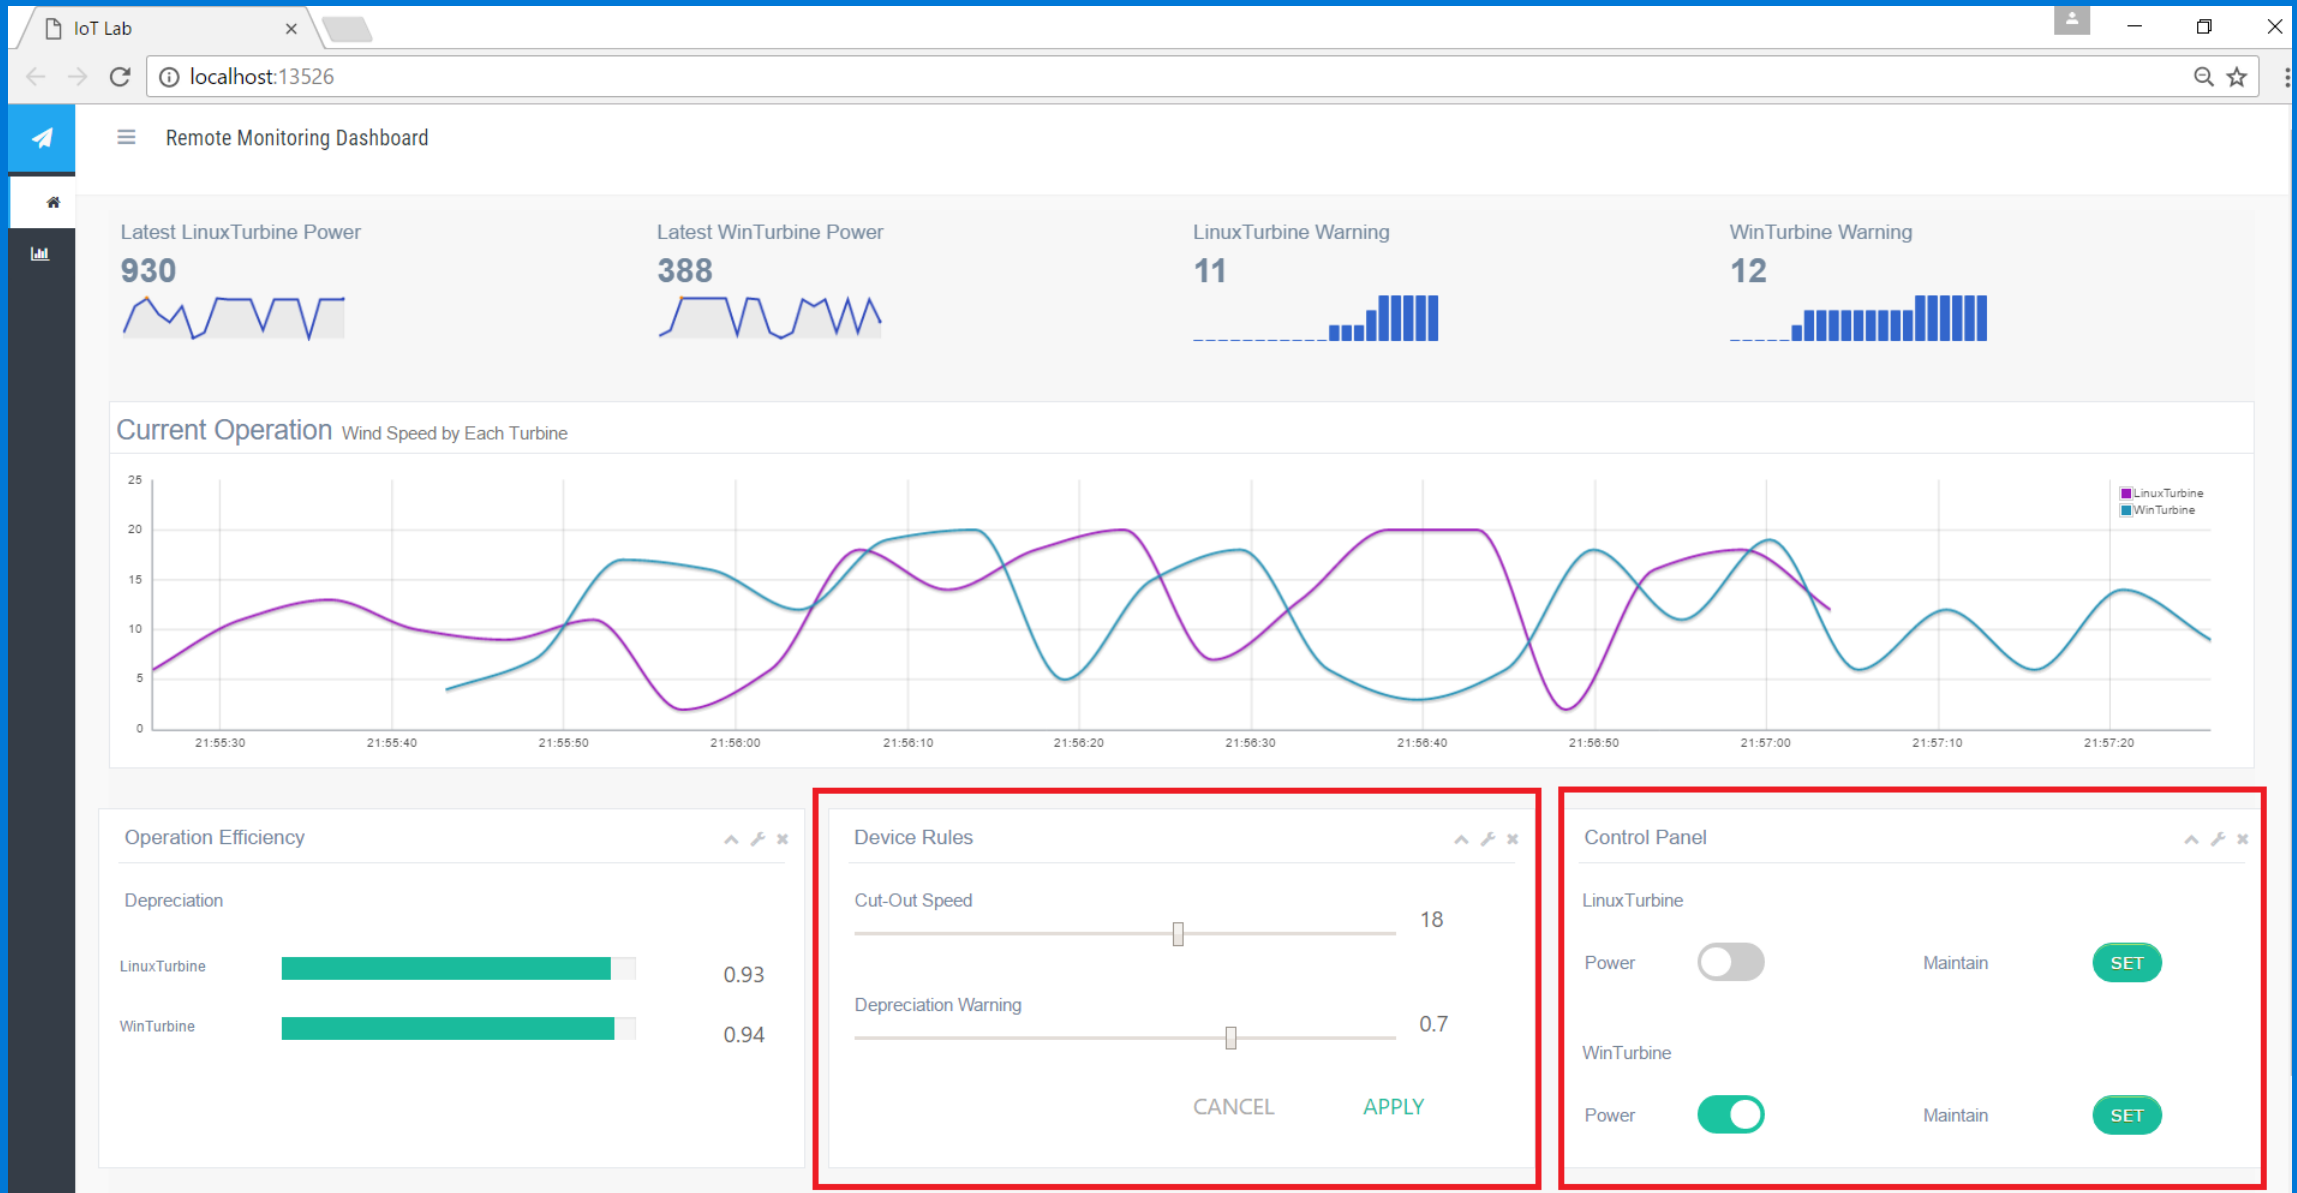 IoT Lab
localhost:13526
Remote Monitoring Dashboard
Latest LinuxTurbine Power
930
Latest WinTurbine Power
388
LinuxTurbine Warning
11
WinTurbine Warning
12
Current Operation Wind Speed by Each Turbine
25
20
15
10
5
0
LinuxTurbine
WinTurbine
21:55:30 21:55:40 21:55:50 21:56:00 21:56:10 21:56:20 21:56:30 21:56:40 21:56:50 21:57:00 21:57:10 21:57:20
Operation Efficiency
Depreciation
LinuxTurbine 0.93
WinTurbine 0.94
Device Rules
Cut-Out Speed
18
Depreciation Warning
0.7
CANCEL APPLY
Control Panel
LinuxTurbine
Power Maintain SET
WinTurbine
Power Maintain SET